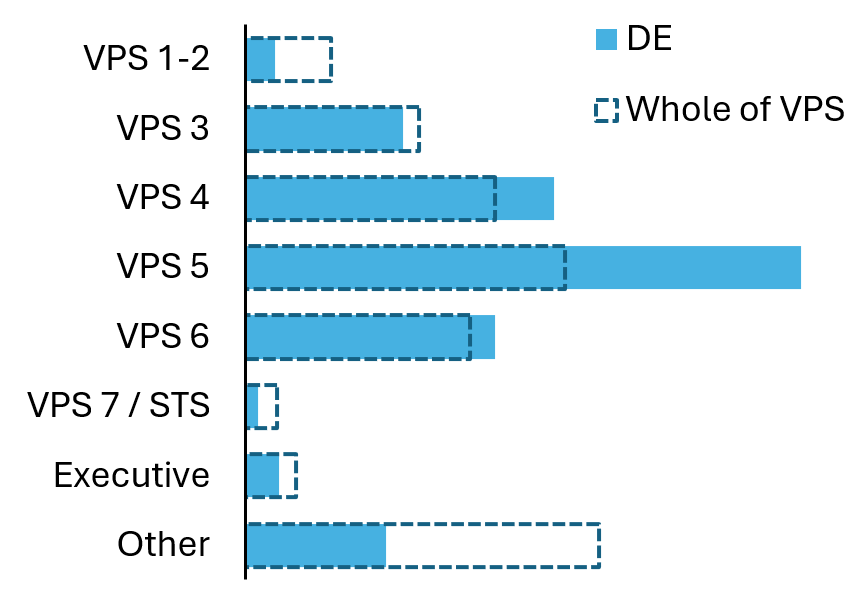 VPS 1-2
VPS 3
VPS 4
VPS 5
VPS 6
VPS 7 / STS
Executive
Other
DE
Whole of VPS